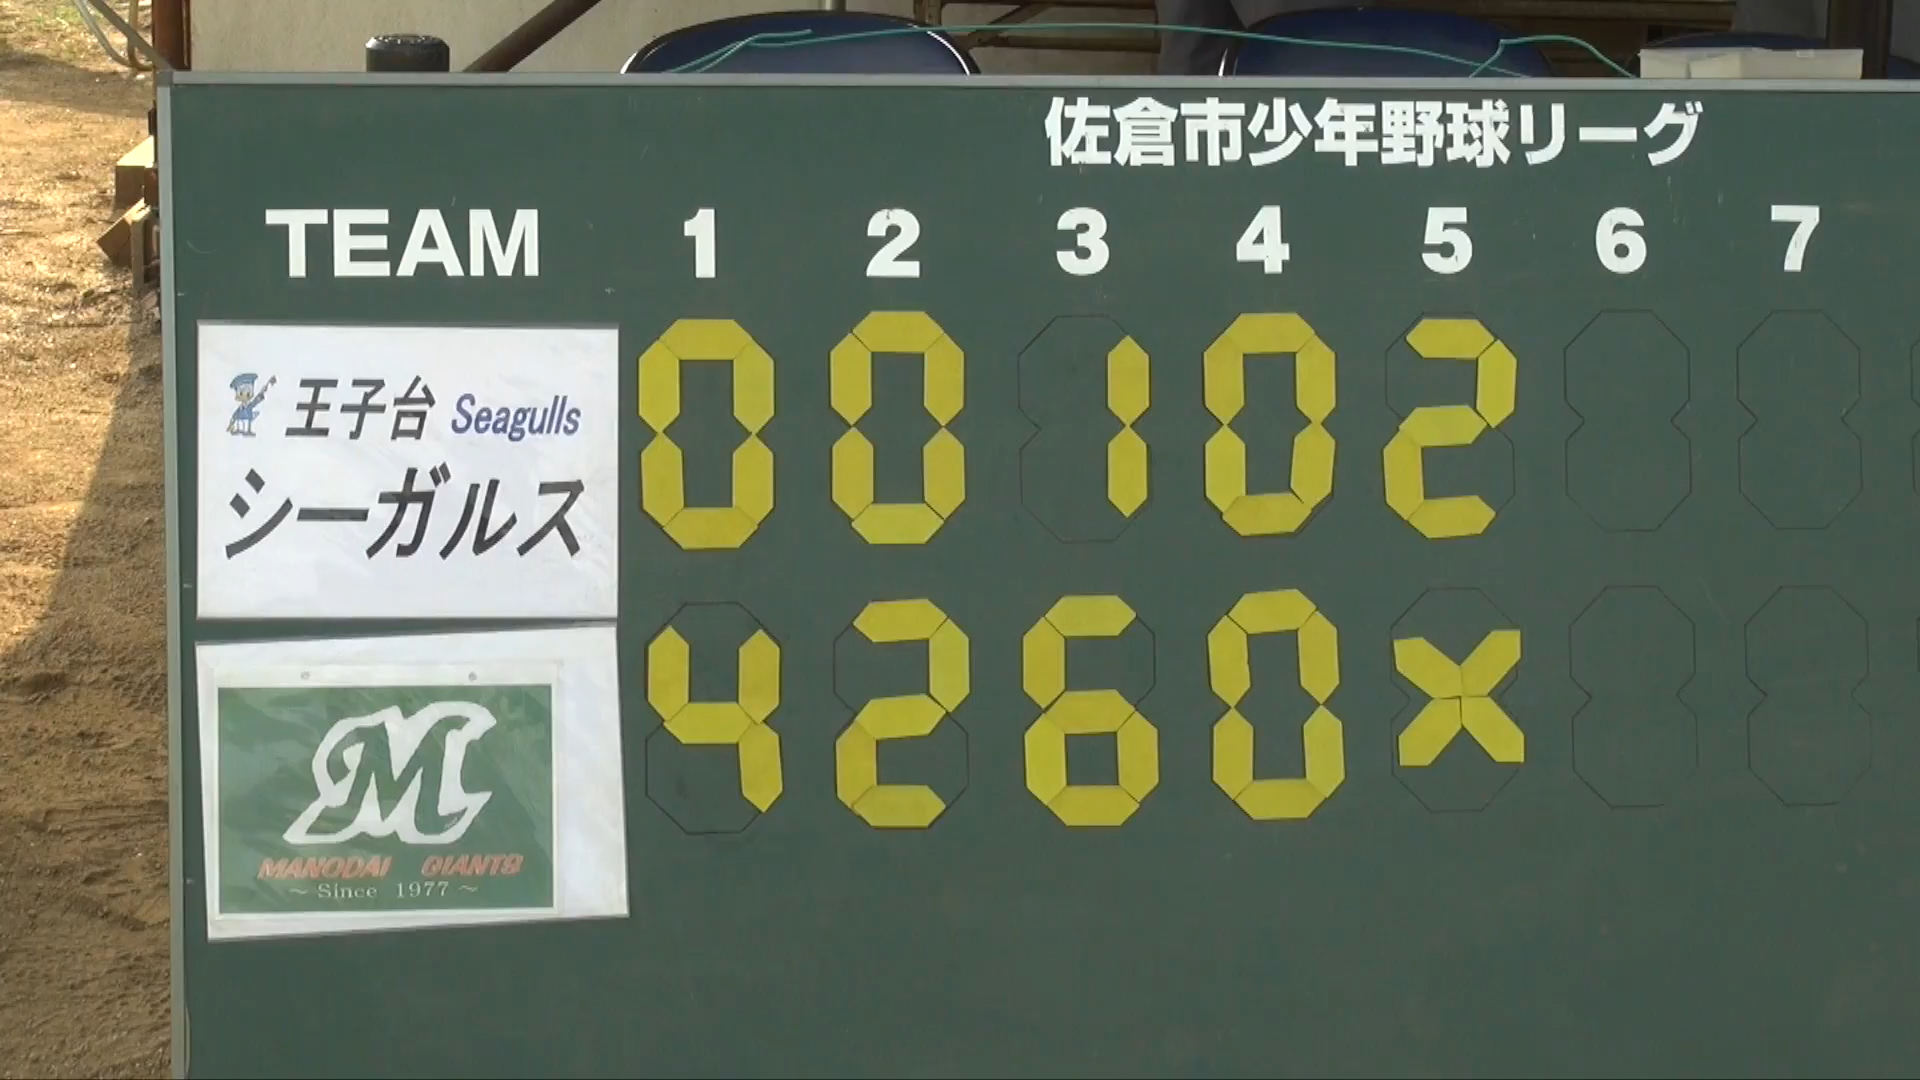 佐倉市少年野球リーグ
TEAM 1 2 3 4 5 6 7
王子台 Seagulls
シーガルス
0 0 1 0 2
4 2 6 0 x
M
MANODAI GIANTS
～Since 1977～